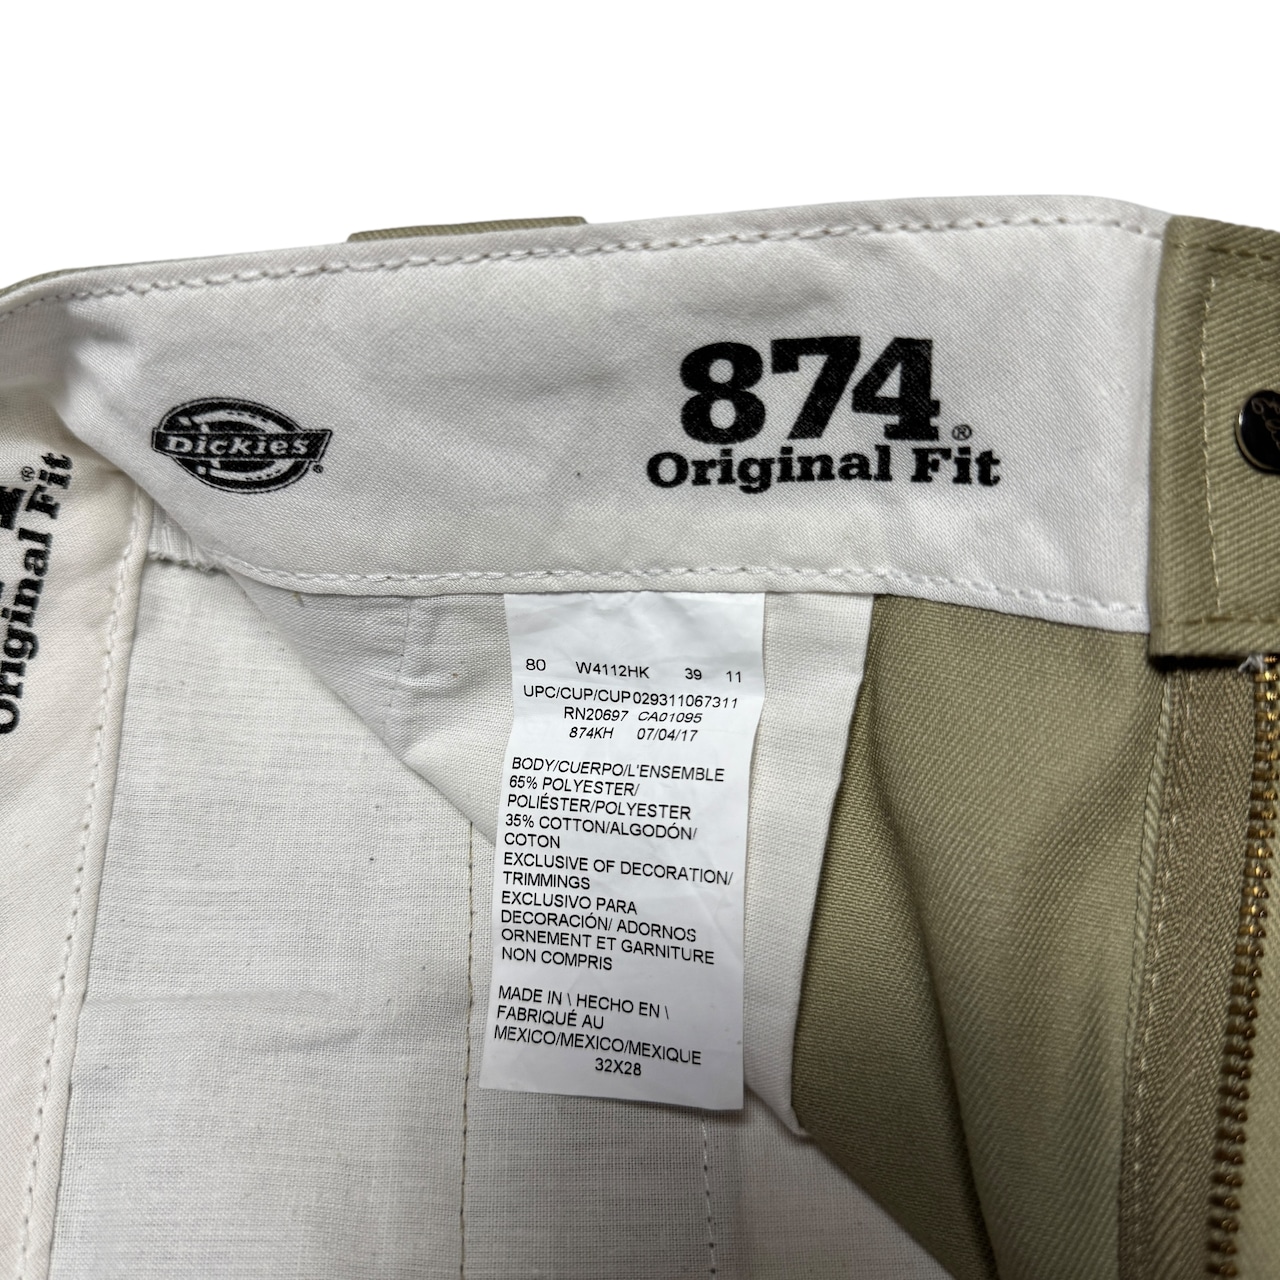 874®
Original Fit
Dickies®
Original Fit
80 W4112HK 39 11
UPC/CUP/CUP 029311067311
RN20697 CA01095
874KH 07/04/17
BODY/CUERPO/L'ENSEMBLE
65% POLYESTER/
POLIÉSTER/POLYESTER
35% COTTON/ALGODÓN/
COTON
EXCLUSIVE OF DECORATION/
TRIMMINGS
EXCLUSIVO PARA
DECORACIÓN/ ADORNOS
ORNEMENT ET GARNITURE
NON COMPRIS
MADE IN \ HECHO EN \
FABRIQUÉ AU
MEXICO/MEXICO/MEXIQUE
32X28